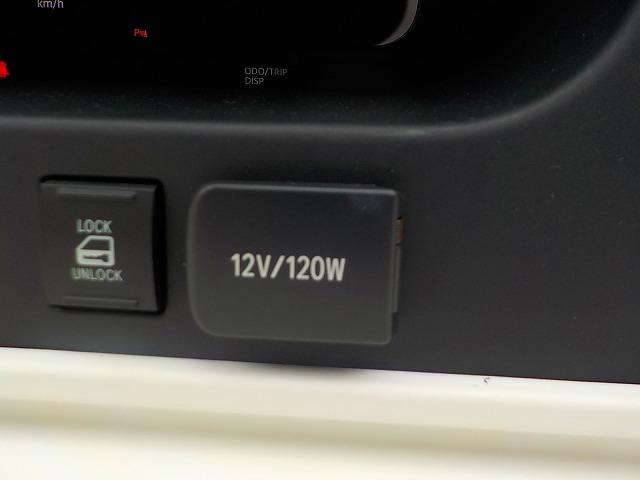 km/h
ODO/TRIP
DISP
LOCK
UNLOCK
12V/120W